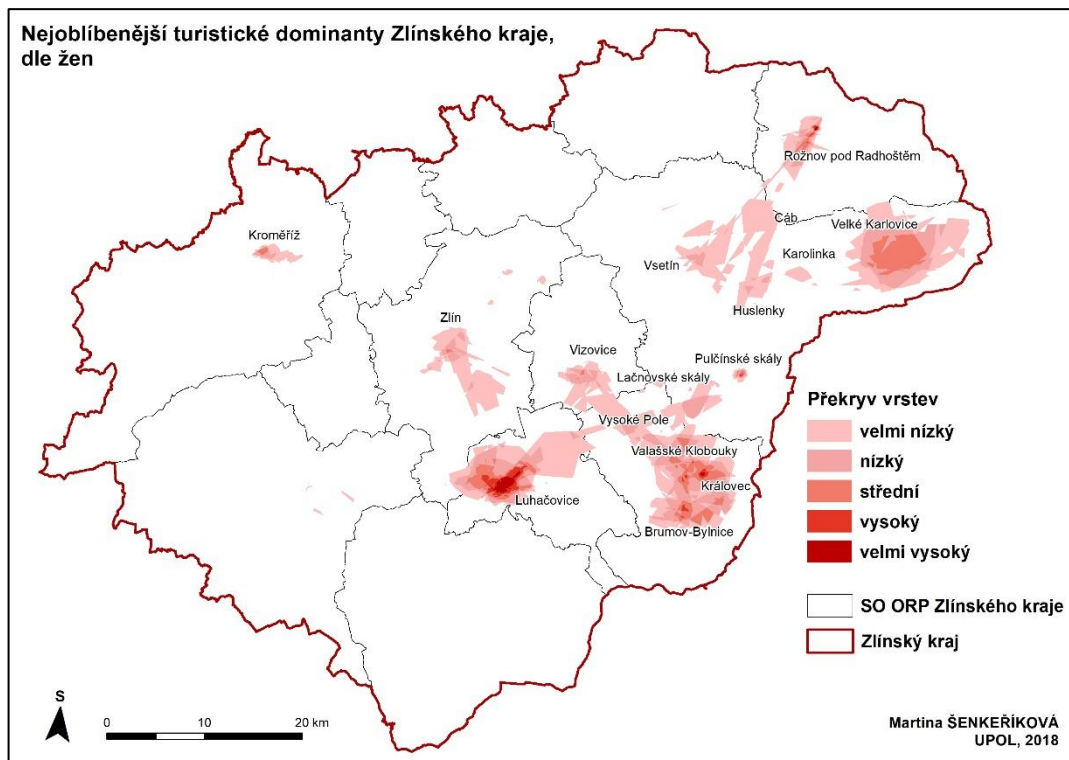 Nejoblíbenější turistické dominanty Zlínského kraje,
dle žen
Rožnov pod Radhoštěm
Cáb
Velké Karlovice
Kroměříž
Vsetín
Karolinka
Huslenky
Zlín
Vizovice
Pulčínské skály
Lačnovské skály
Vysoké Pole
Valašské Klobouky
Královec
Luhačovice
Brumov-Bylnice
Překryv vrstev
velmi nízký
nízký
střední
vysoký
velmi vysoký
SO ORP Zlínského kraje
Zlínský kraj
S
0 10 20 km
Martina ŠENKEŘÍKOVÁ
UPOL, 2018